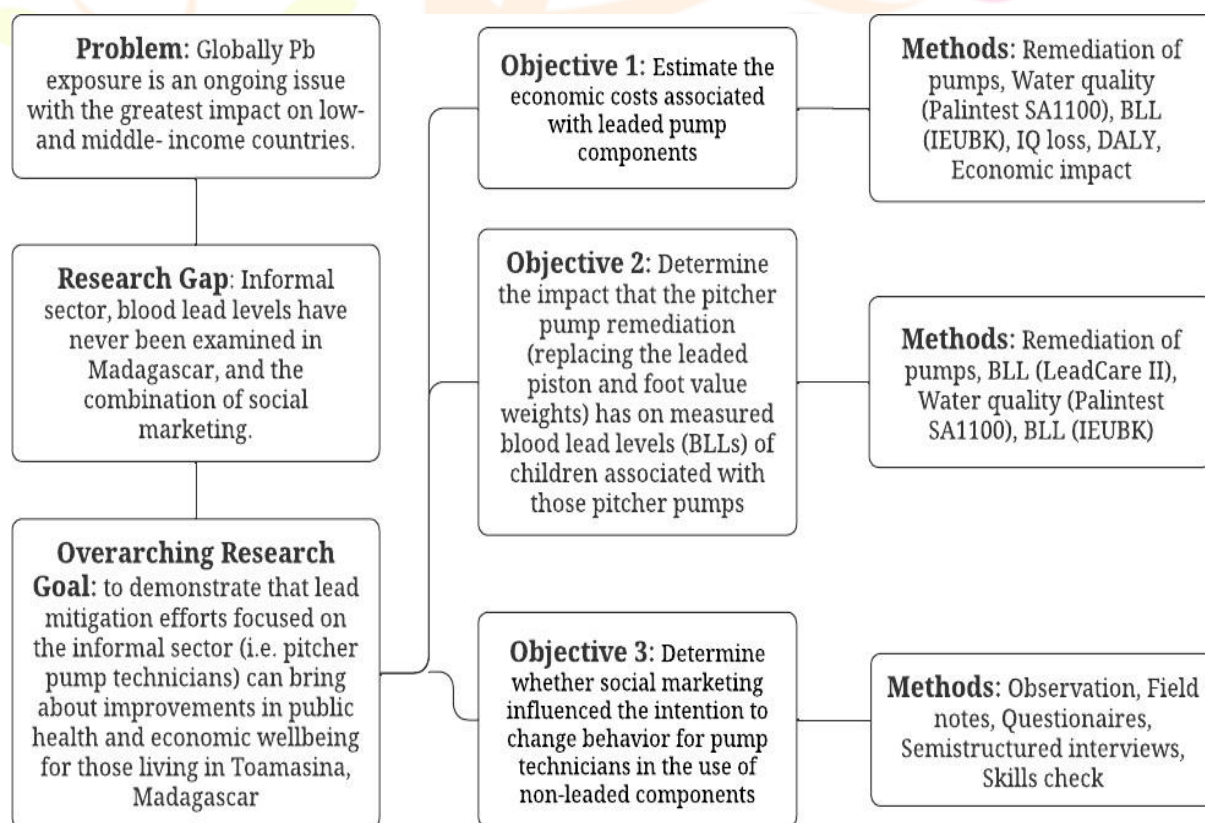 Problem: Globally Pb
exposure is an ongoing issue
with the greatest impact on low-
and middle- income countries.
Research Gap: Informal
sector, blood lead levels have
never been examined in
Madagascar, and the
combination of social
marketing.
Overarching Research
Goal: to demonstrate that lead
mitigation efforts focused on
the informal sector (i.e. pitcher
pump technicians) can bring
about improvements in public
health and economic wellbeing
for those living in Toamasina,
Madagascar
Objective 1: Estimate the
economic costs associated
with leaded pump
components
Methods: Remediation of
pumps, Water quality
(Palintest SA1100), BLL
(IEUBK), IQ loss, DALY,
Economic impact
Objective 2: Determine
the impact that the pitcher
pump remediation
(replacing the leaded
piston and foot value
weights) has on measured
blood lead levels (BLLs) of
children associated with
those pitcher pumps
Methods: Remediation of
pumps, BLL (LeadCare II),
Water quality (Palintest
SA1100), BLL (IEUBK)
Objective 3: Determine
whether social marketing
influenced the intention to
change behavior for pump
technicians in the use of
non-leaded components
Methods: Observation, Field
notes, Questionaires,
Semistructured interviews,
Skills check